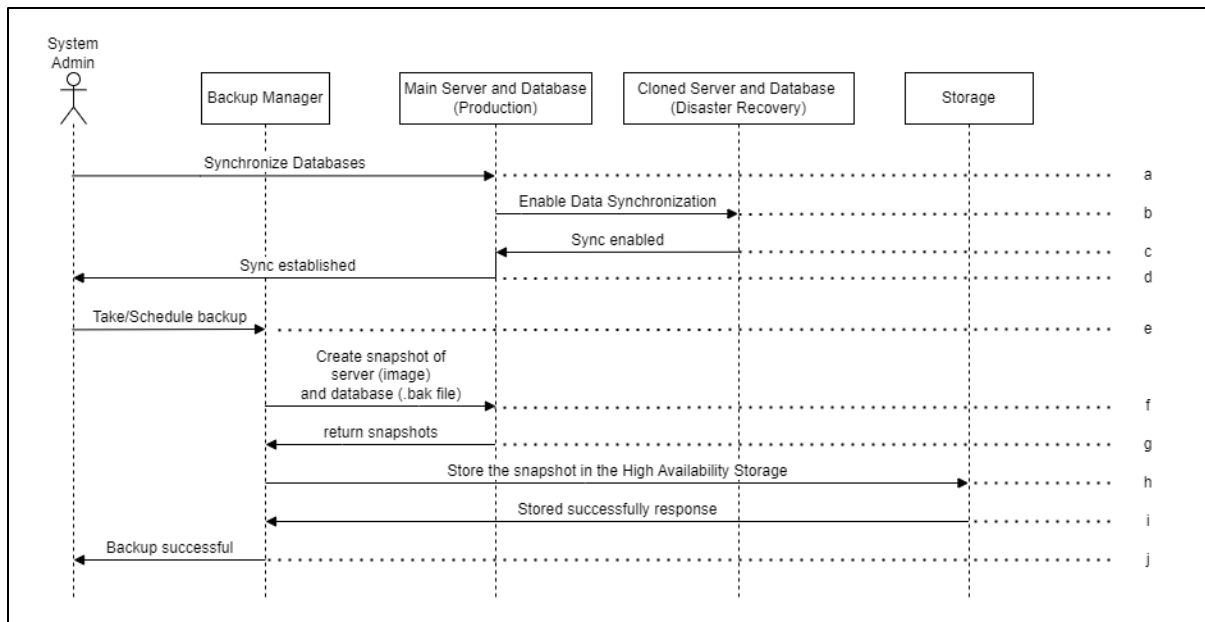 System
Admin
Backup Manager
Main Server and Database
(Production)
Cloned Server and Database
(Disaster Recovery)
Storage
Synchronize Databases
a
Enable Data Synchronization
b
Sync enabled
c
Sync established
d
Take/Schedule backup
e
Create snapshot of
server (image)
and database (.bak file)
f
return snapshots
g
Store the snapshot in the High Availability Storage
h
Stored successfully response
i
Backup successful
j